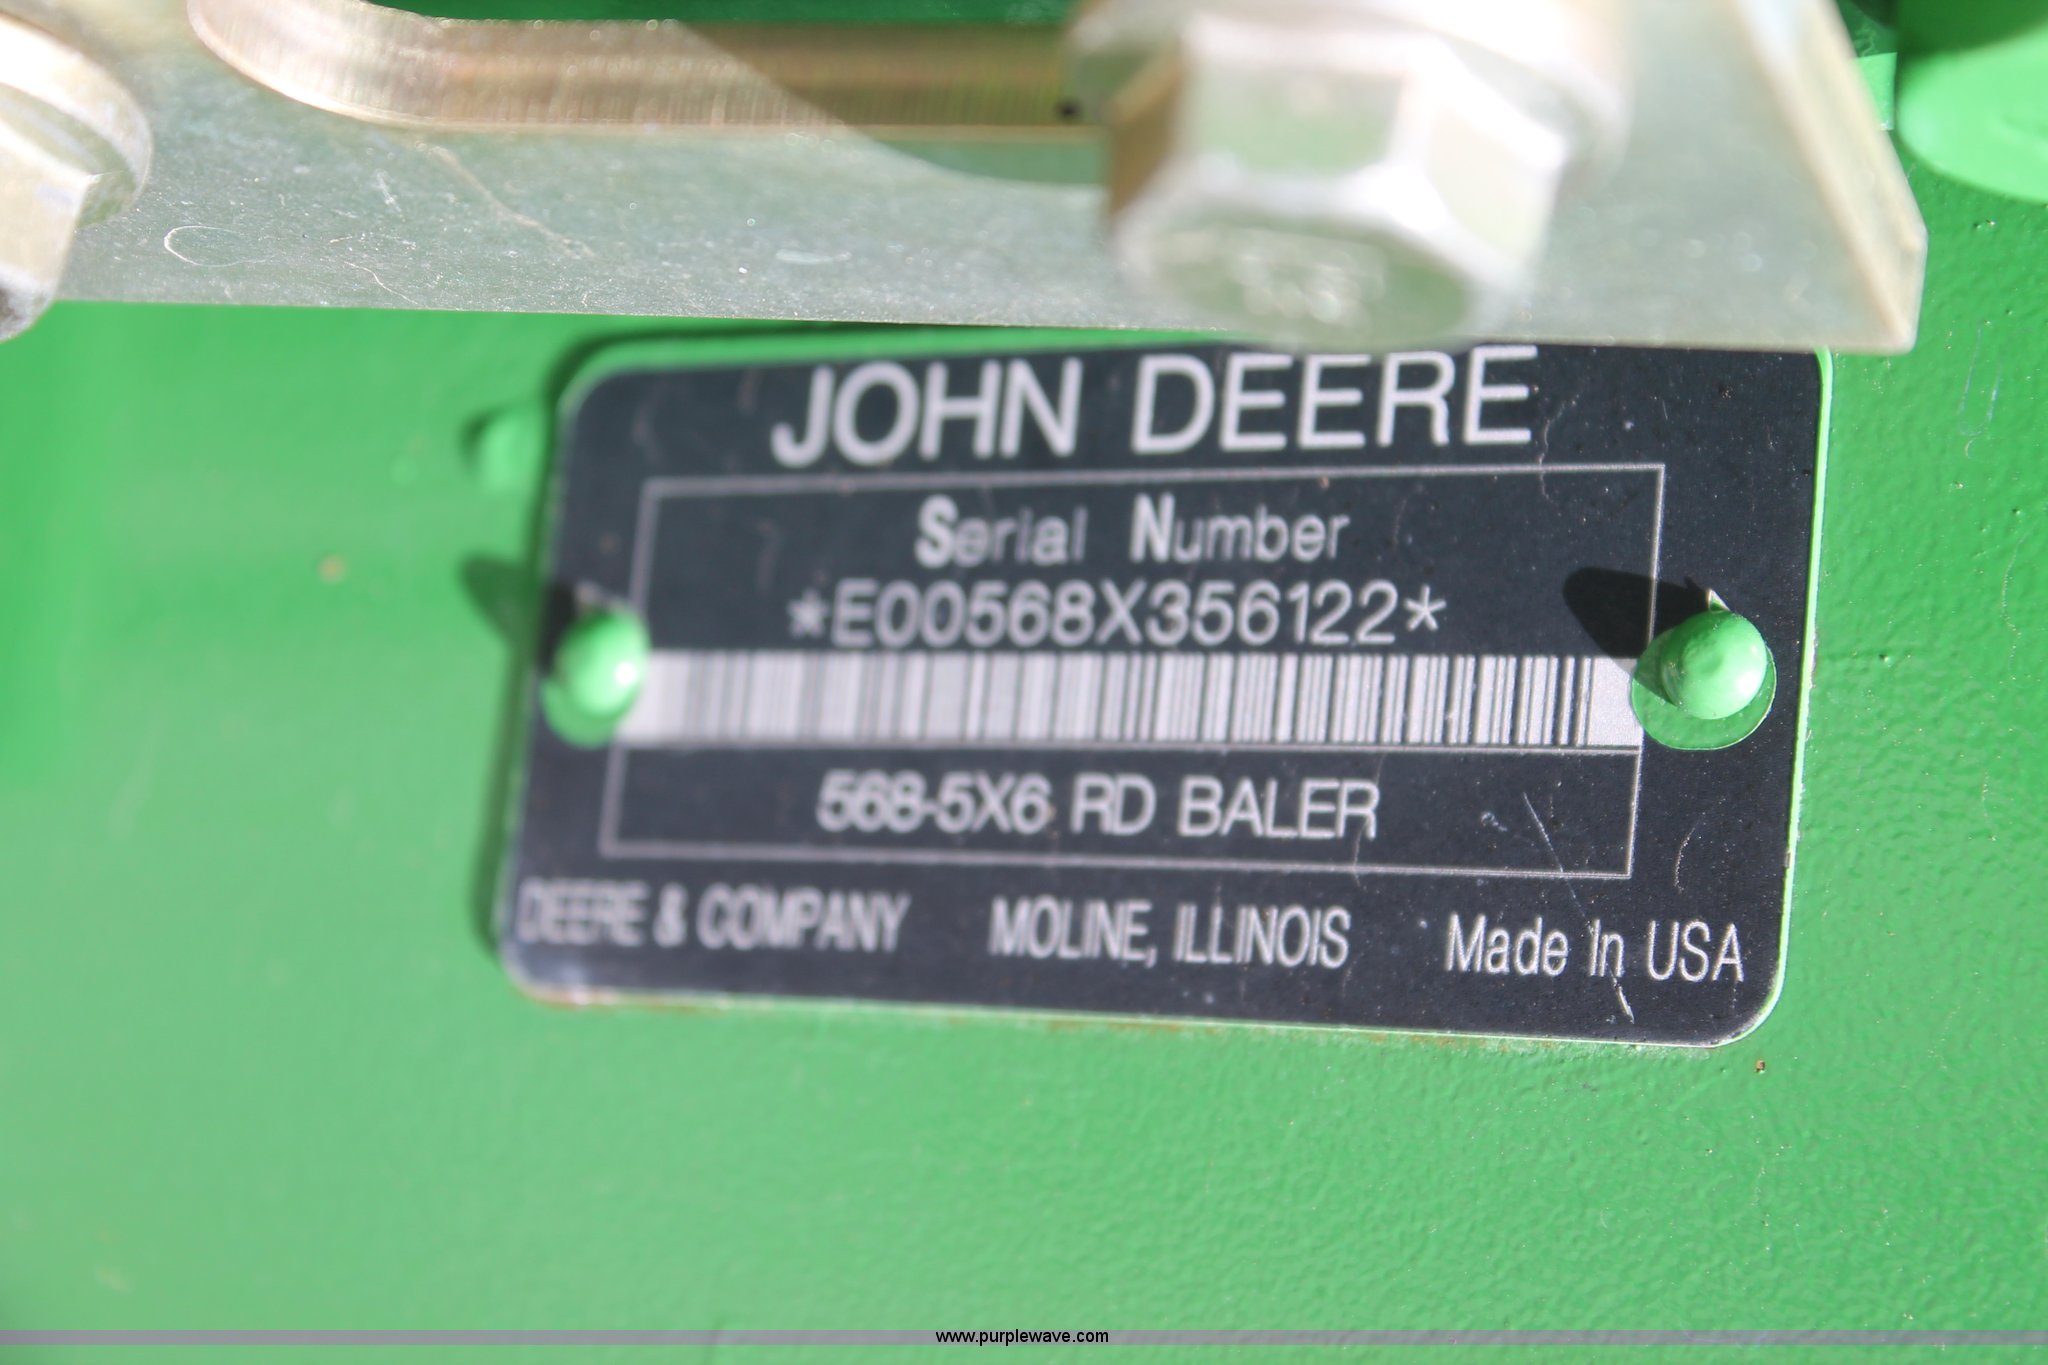 JOHN DEERE
Serial Number
*E00568X356122*
568-5X6 RD BALER
DEERE & COMPANY MOLINE, ILLINOIS Made In USA
www.purplewave.com